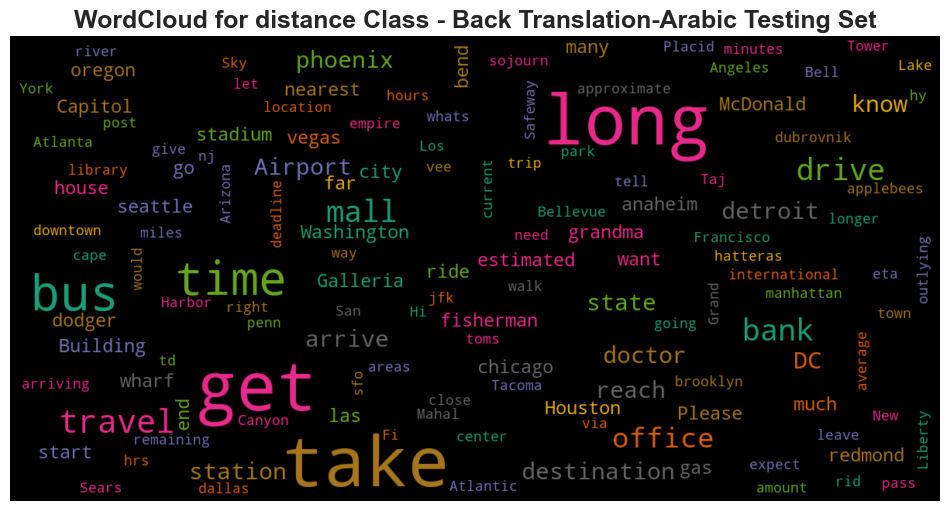 WordCloud for distance Class - Back Translation-Arabic Testing Set
river
Sky
phoenix
bend
sojourn
many
Placid
minutes
Tower
oregon
let
nearest
hours
approximate
Angeles
Bell
Lake
York
Capitol
location
whats
Safeway
long
McDonald
know
hy
post
stadium
vegas
empire
Los
park
dubrovnik
Atlanta
give
nj
Airport
city
vee
trip
drive
library
go
far
current
tell
Taj
applebees
house
Arizona
deadline
mall
Bellevue
anaheim
detroit
longer
seattle
Washington
need
grandma
Francisco
downtown
miles
way
estimated
want
hatteras
outlying
cape
would
time
Galleria
ride
walk
international
eta
bus
Harbor
right
San
Hi
jfk
state
Grand
manhattan
dodger
penn
fisherman
going
town
Building
arrive
toms
bank
td
areas
chicago
doctor
DC
average
arriving
wharf
get
sfo
close
Tacoma
reach
brooklyn
travel
end
Canyon
las
Mahal
Houston
Please
much
New
remaining
Fi
center
via
office
leave
Liberty
start
hrs
station
take
destination
gas
expect
redmond
Sears
dallas
Atlantic
amount
rid
pass